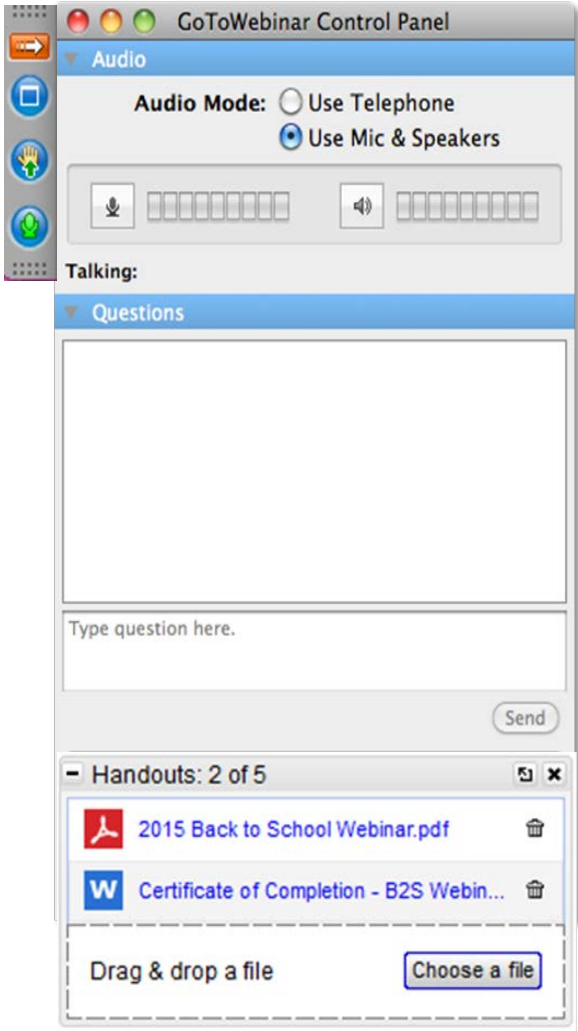 GoToWebinar Control Panel
Audio
Audio Mode: Use Telephone
Use Mic & Speakers
Talking:
Questions
Type question here.
Send
Handouts: 2 of 5
2015 Back to School Webinar.pdf
W Certificate of Completion - B2S Webin...
Drag & drop a file Choose a file